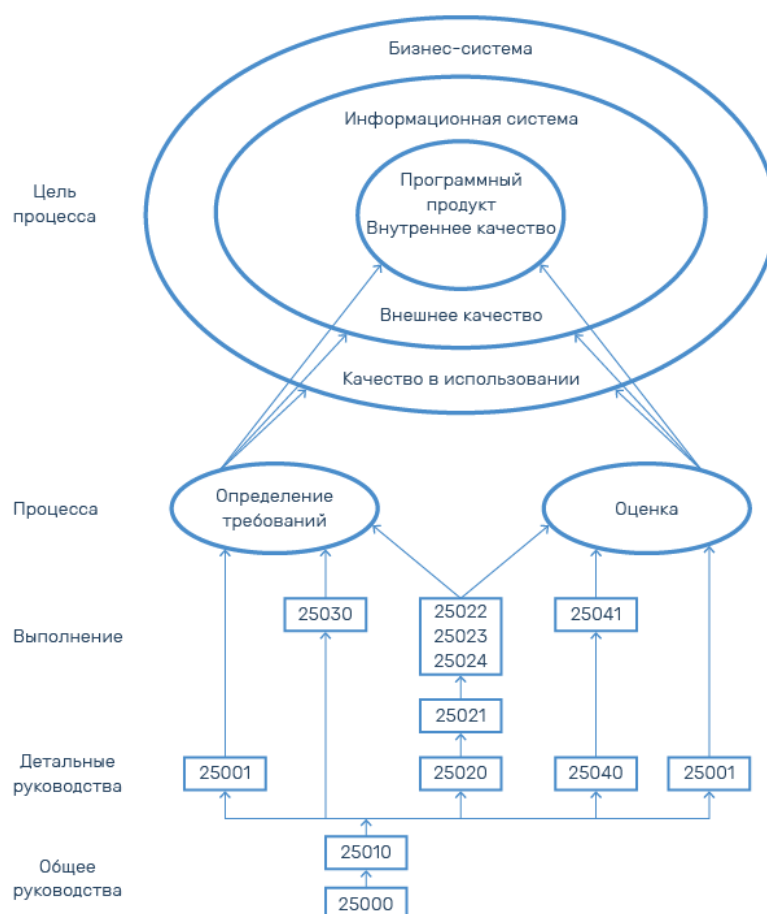 Бизнес-система
Информационная система
Цель
процесса
Программный
продукт
Внутреннее качество
Внешнее качество
Качество в использовании
Процесса
Определение
требований
Оценка
Выполнение
25030
25022
25023
25024
25041
25021
Детальные
руководства
25001
25020
25040
25001
Общее
руководства
25010
25000